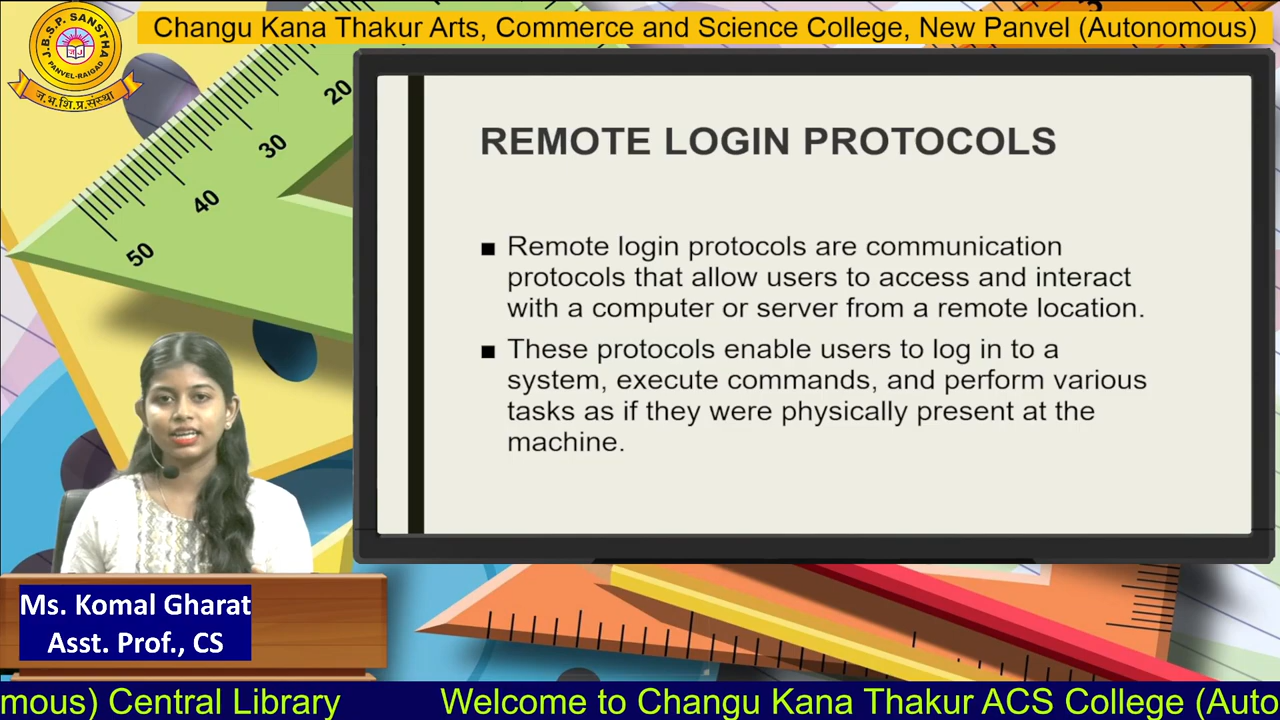 J.B.S.P. SANSTHA
PANVEL-RAIGAD
ज.भ.शि.प्र.संस्था
Changu Kana Thakur Arts, Commerce and Science College, New Panvel (Autonomous)
20
30
40
50
REMOTE LOGIN PROTOCOLS
■ Remote login protocols are communication
protocols that allow users to access and interact
with a computer or server from a remote location.
■ These protocols enable users to log in to a
system, execute commands, and perform various
tasks as if they were physically present at the
machine.
Ms. Komal Gharat
Asst. Prof., CS
mous) Central Library Welcome to Changu Kana Thakur ACS College (Auto